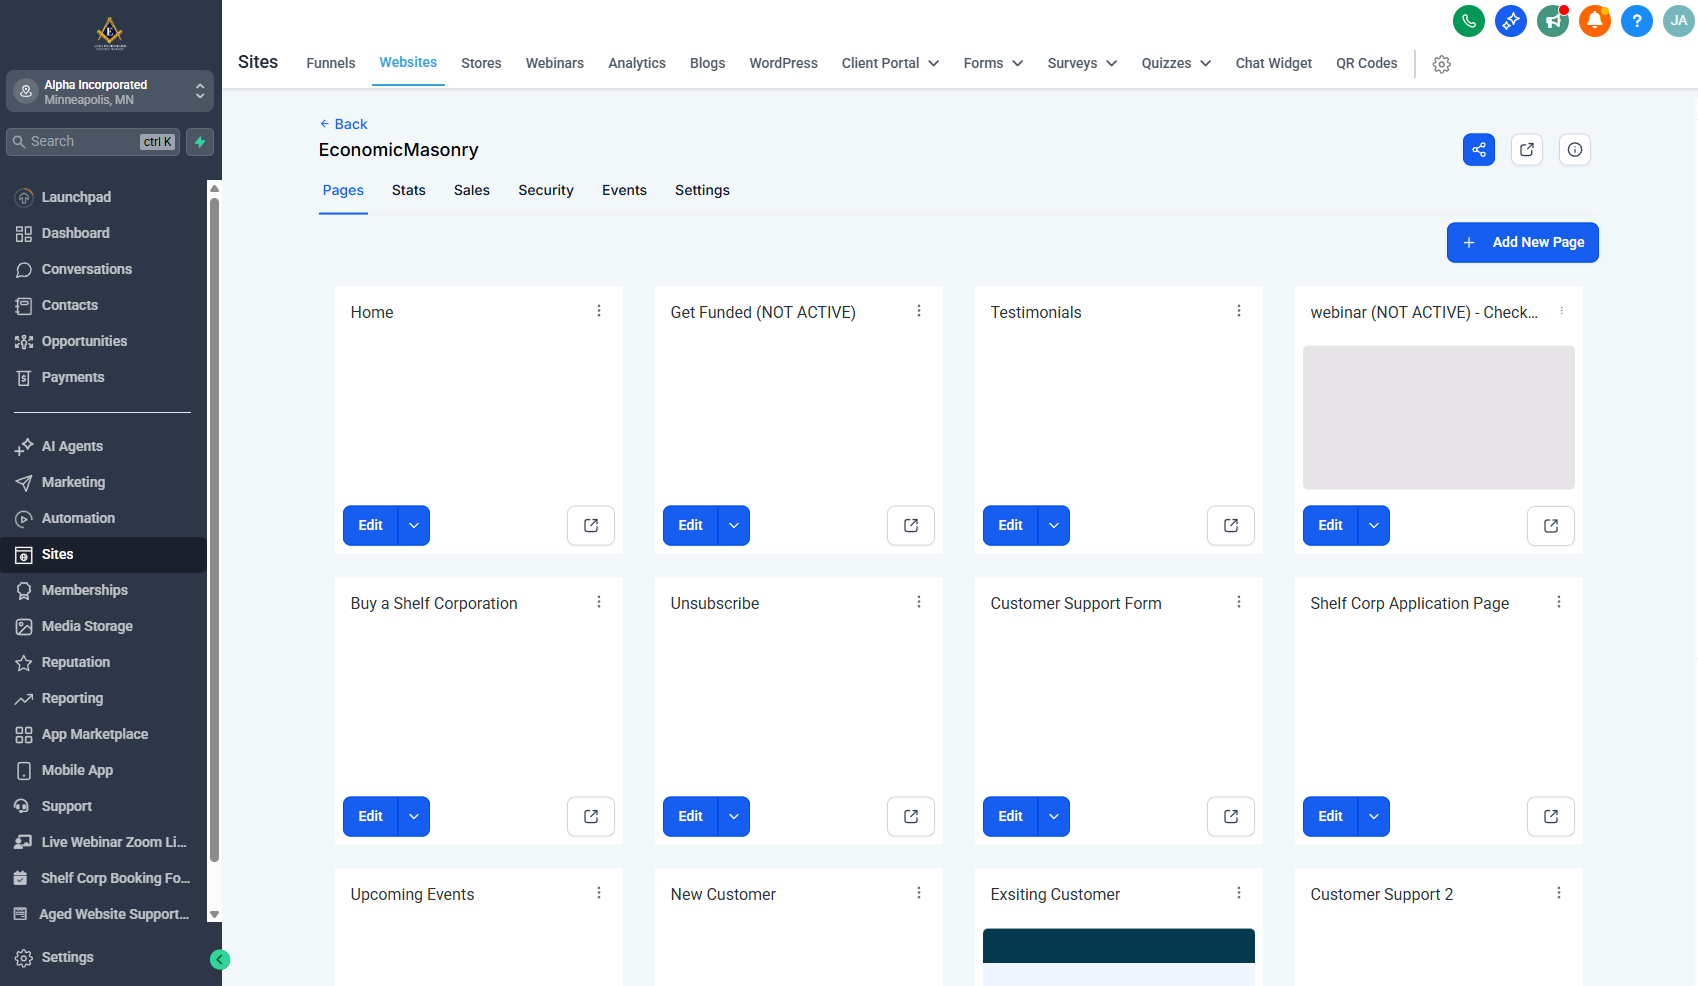 JA
Sites
Funnels
Websites
Stores
Webinars
Analytics
Blogs
WordPress
Client Portal
Forms
Surveys
Quizzes
Chat Widget
QR Codes
Alpha Incorporated
Minneapolis, MN
Search
ctrl K
Launchpad
Dashboard
Conversations
Contacts
Opportunities
Payments
AI Agents
Marketing
Automation
Sites
Memberships
Media Storage
Reputation
Reporting
App Marketplace
Mobile App
Support
Live Webinar Zoom Li...
Shelf Corp Booking Fo...
Aged Website Support...
Settings
Back
EconomicMasonry
Pages
Stats
Sales
Security
Events
Settings
Add New Page
Home
Get Funded (NOT ACTIVE)
Testimonials
webinar (NOT ACTIVE) - Check...
Edit
Edit
Edit
Edit
Buy a Shelf Corporation
Unsubscribe
Customer Support Form
Shelf Corp Application Page
Edit
Edit
Edit
Edit
Upcoming Events
New Customer
Exsiting Customer
Customer Support 2